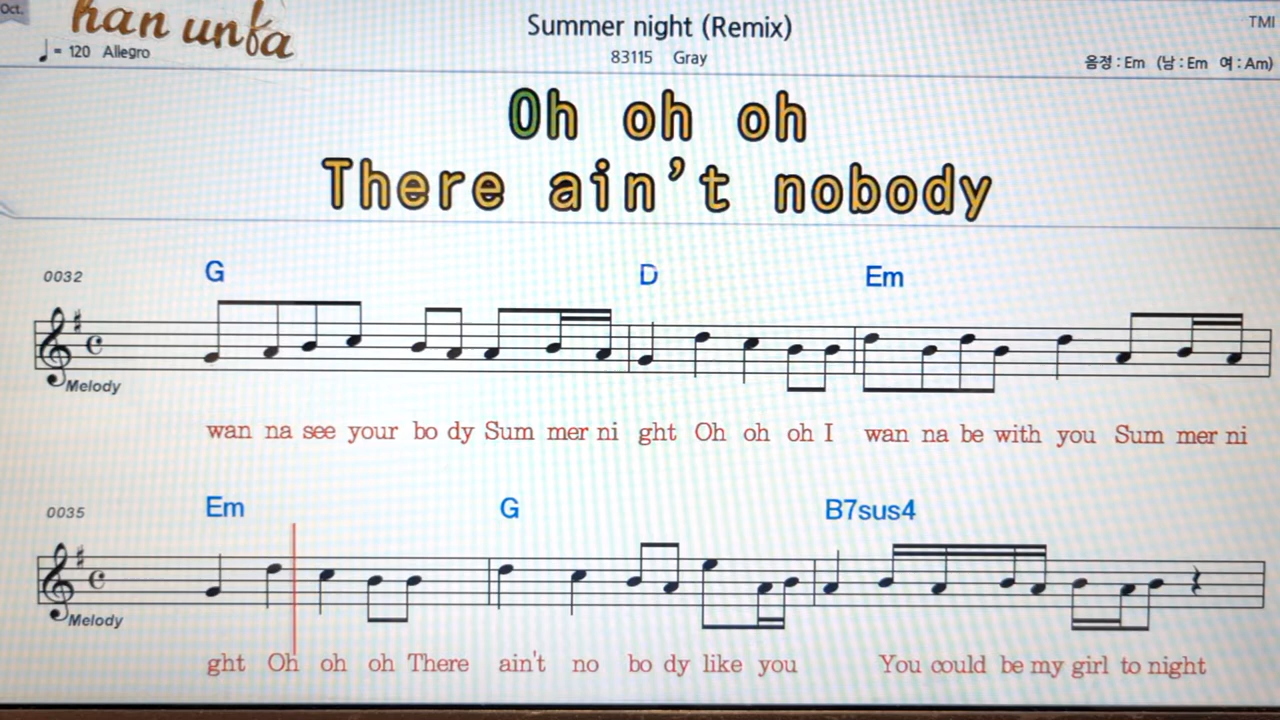 Oct.
han unfa
Summer night (Remix)
TMI
♩= 120 Allegro
83115 Gray
음정 : Em (남 : Em 여 : Am)
Oh oh oh
There ain't nobody
0032
G D Em
Melody
wan na see your bo dy Sum mer ni ght Oh oh oh I wan na be with you Sum mer ni
0035
Em G B7sus4
Melody
ght Oh oh oh There ain't no bo dy like you You could be my girl to night